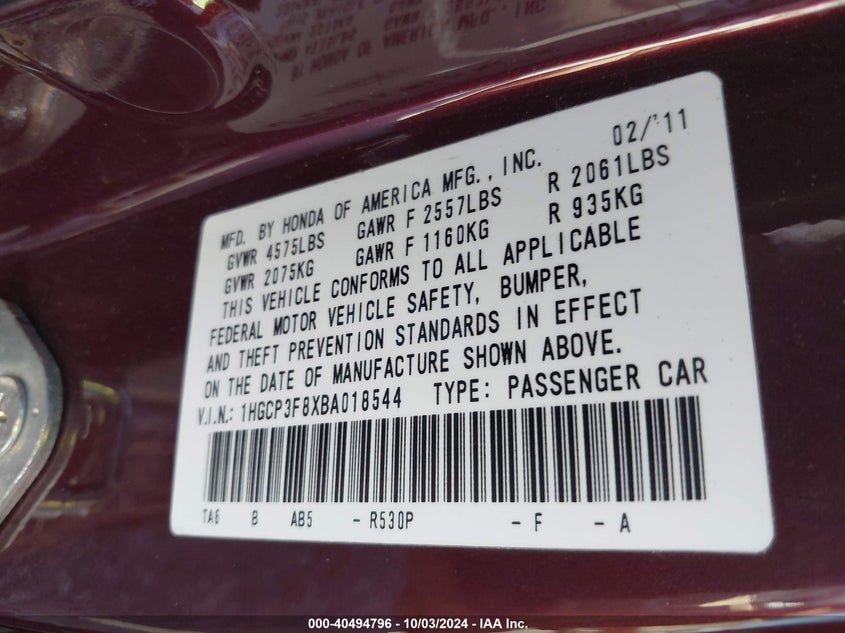 02/'11
MFD. BY HONDA OF AMERICA MFG., INC.
GVWR 4575LBS GAWR F 2557LBS R 2061LBS
GVWR 2075KG GAWR F 1160KG R 935KG
THIS VEHICLE CONFORMS TO ALL APPLICABLE
FEDERAL MOTOR VEHICLE SAFETY, BUMPER,
AND THEFT PREVENTION STANDARDS IN EFFECT
ON THE DATE OF MANUFACTURE SHOWN ABOVE.
V.I.N.: 1HGCP3F8XBA018544 TYPE: PASSENGER CAR
TA6 B AB5 - R530P - F - A
000-40494796 - 10/03/2024 - IAA Inc.